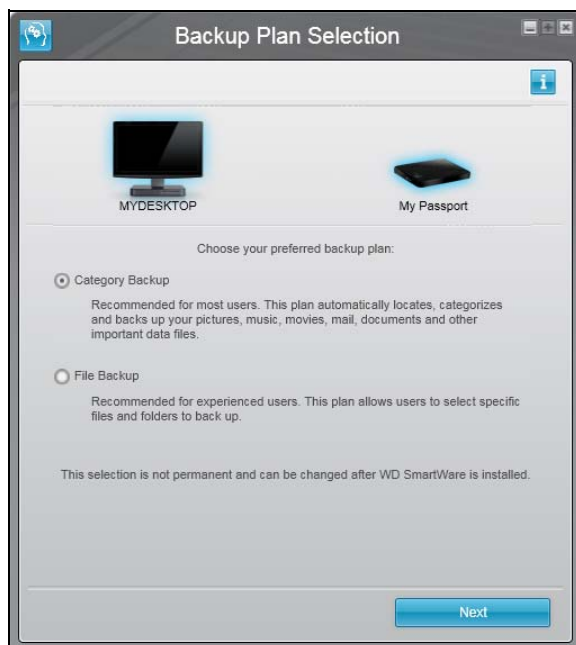 Backup Plan Selection
i
MYDESKTOP
My Passport
Choose your preferred backup plan:
Category Backup
Recommended for most users. This plan automatically locates, categorizes
and backs up your pictures, music, movies, mail, documents and other
important data files.
File Backup
Recommended for experienced users. This plan allows users to select specific
files and folders to back up.
This selection is not permanent and can be changed after WD SmartWare is installed.
Next